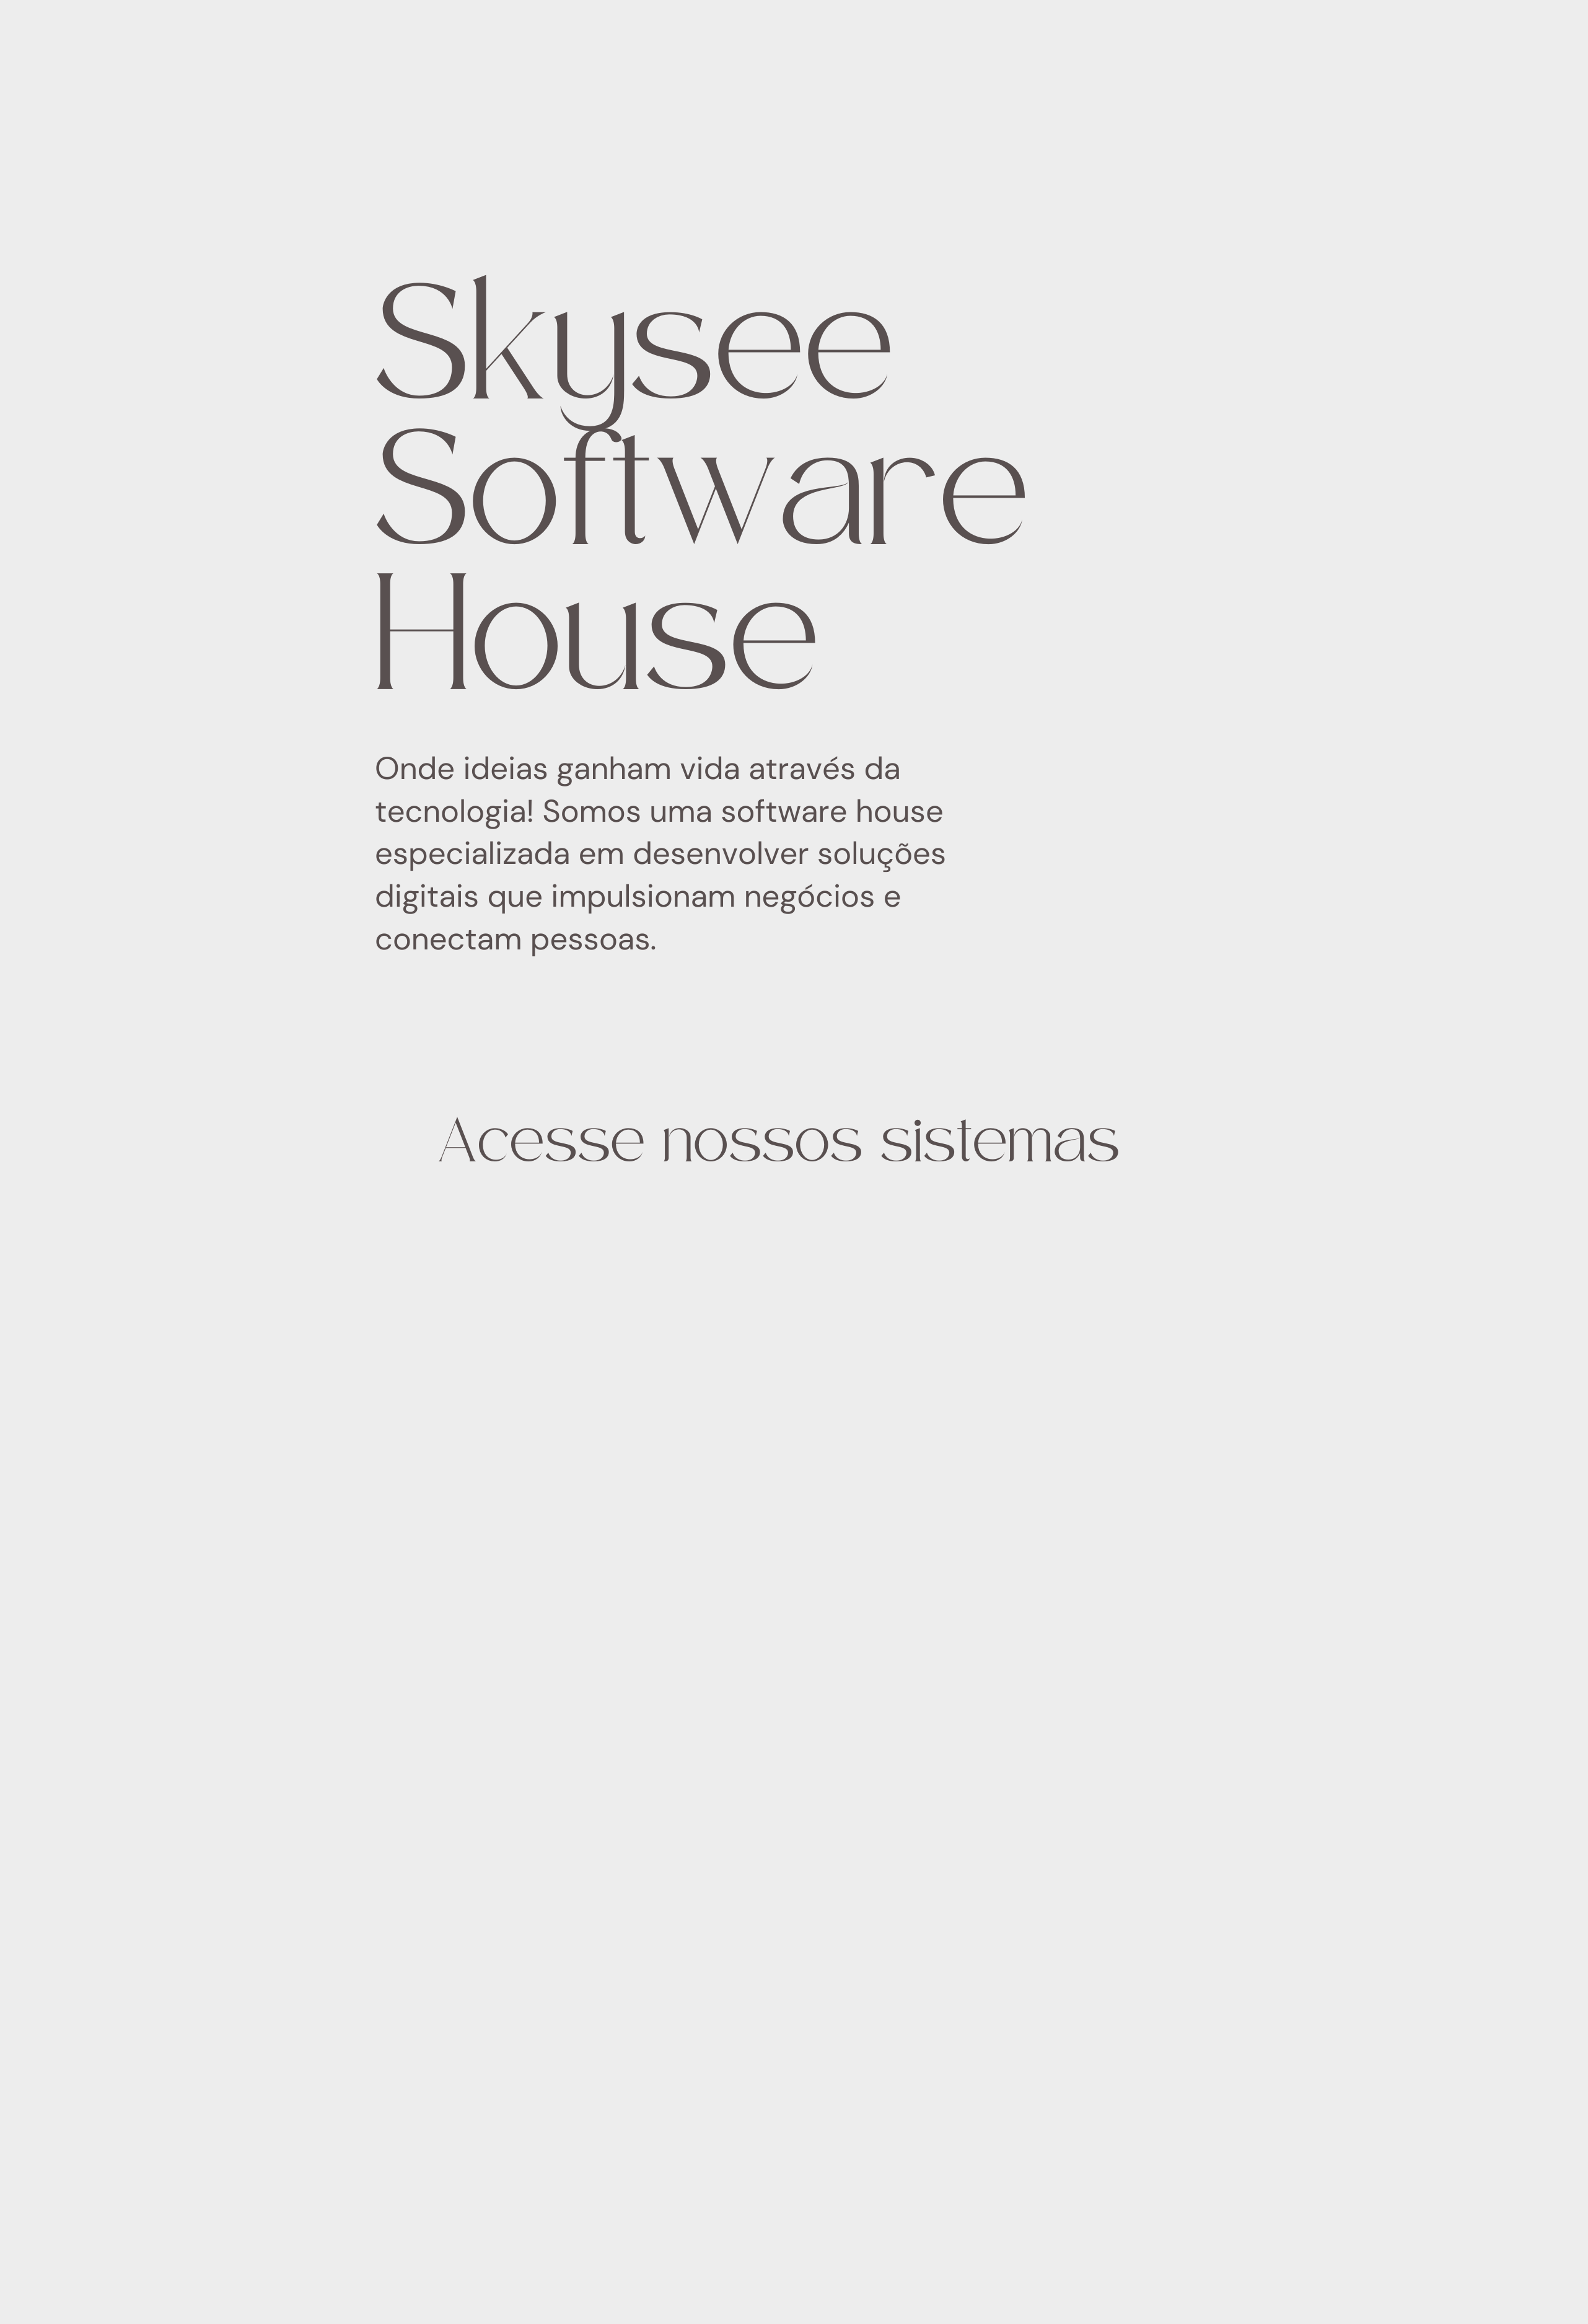 Skysee
Software
House
Onde ideias ganham vida através da
tecnologia! Somos uma software house
especializada em desenvolver soluções
digitais que impulsionam negócios e
conectam pessoas.
Acesse nossos sistemas